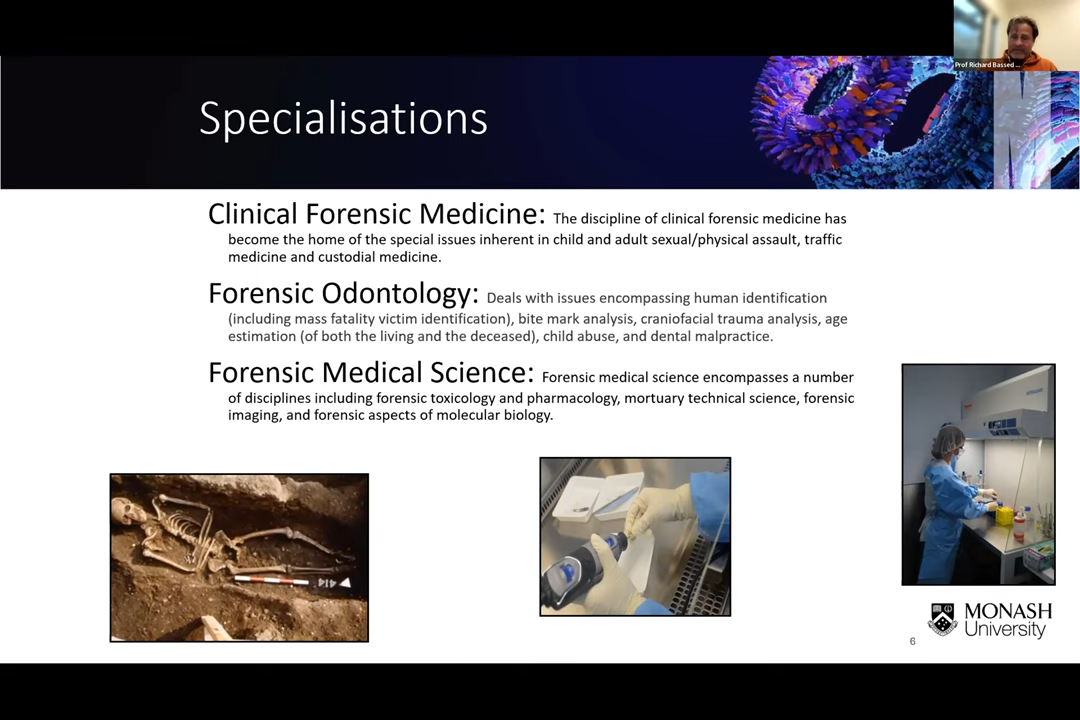 Prof Richard Bassed ...
Specialisations
Clinical Forensic Medicine: The discipline of clinical forensic medicine has
become the home of the special issues inherent in child and adult sexual/physical assault, traffic
medicine and custodial medicine.
Forensic Odontology: Deals with issues encompassing human identification
(including mass fatality victim identification), bite mark analysis, craniofacial trauma analysis, age
estimation (of both the living and the deceased), child abuse, and dental malpractice.
Forensic Medical Science: Forensic medical science encompasses a number
of disciplines including forensic toxicology and pharmacology, mortuary technical science, forensic
imaging, and forensic aspects of molecular biology.
MONASH
University
6